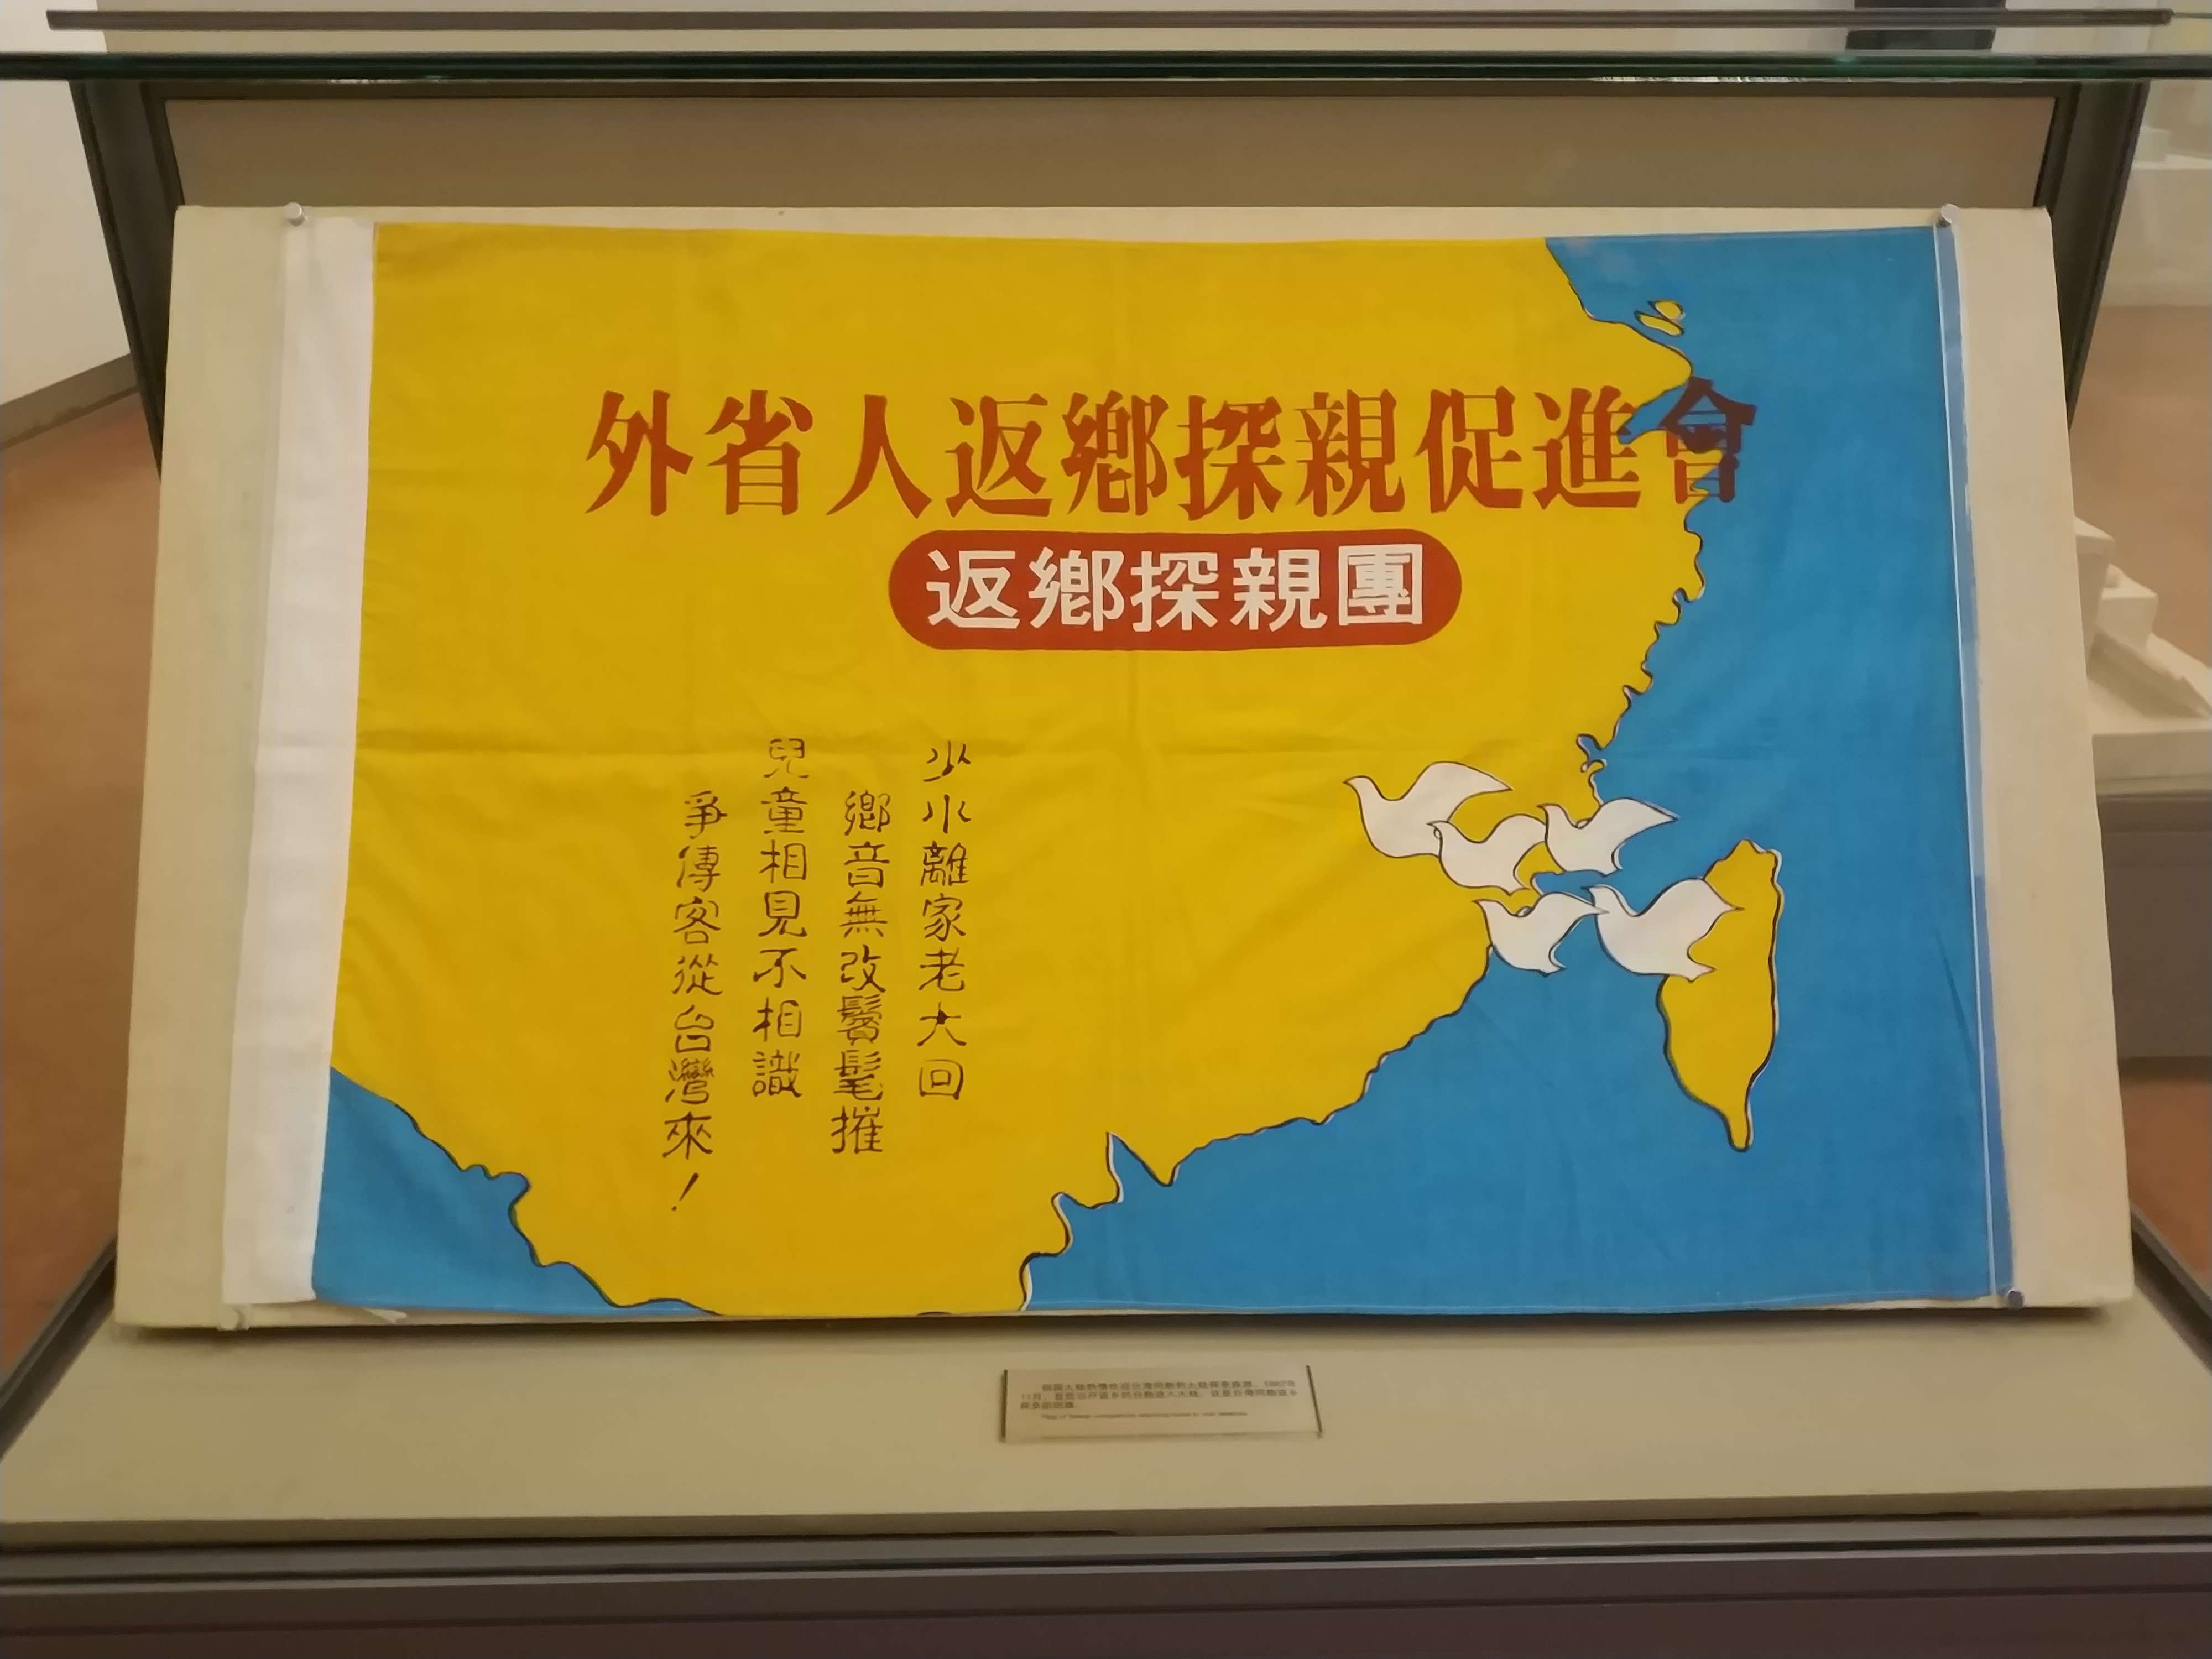 外省人返鄉探親促進會
返鄉探親團
少小離家老大回
鄉音無改鬢髦摧
兒童相見不相識
爭傳客從台灣來！